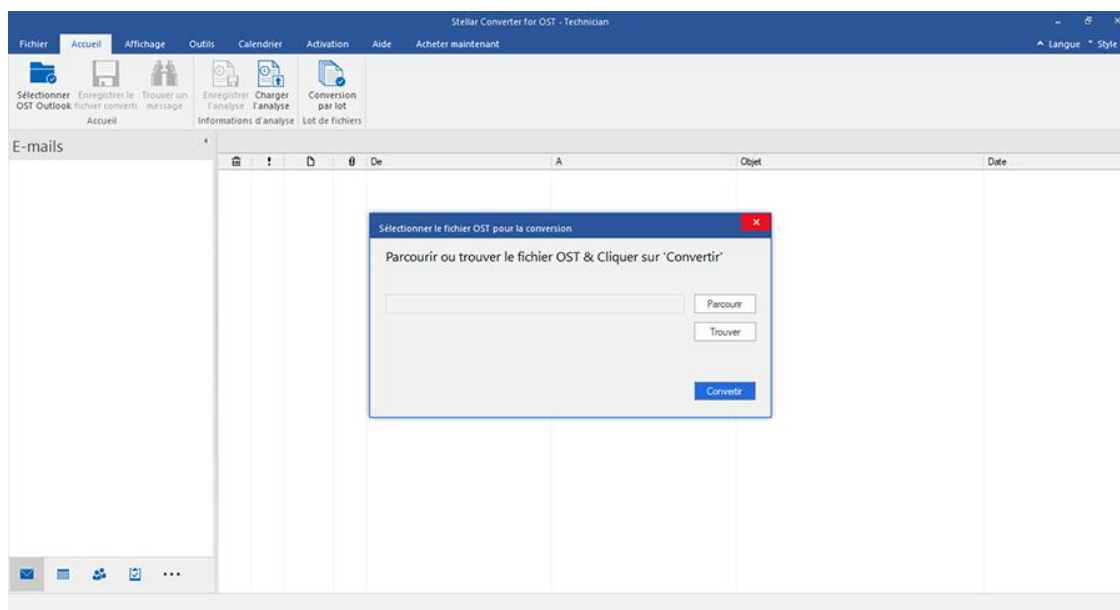 Stellar Converter for OST - Technician
Fichier Accueil Affichage Outils Calendrier Activation Aide Acheter maintenant Langue Style
Sélectionner Enregistrer le Trouver un Enregistrer Charger Conversion
OST Outlook fichier converti message l'analyse l'analyse par lot
Accueil Informations d'analyse Lot de fichiers
E-mails
De A Objet Date
Sélectionner le fichier OST pour la conversion
Parcourir ou trouver le fichier OST & Cliquer sur 'Convertir'
Parcourir
Trouver
Convertir